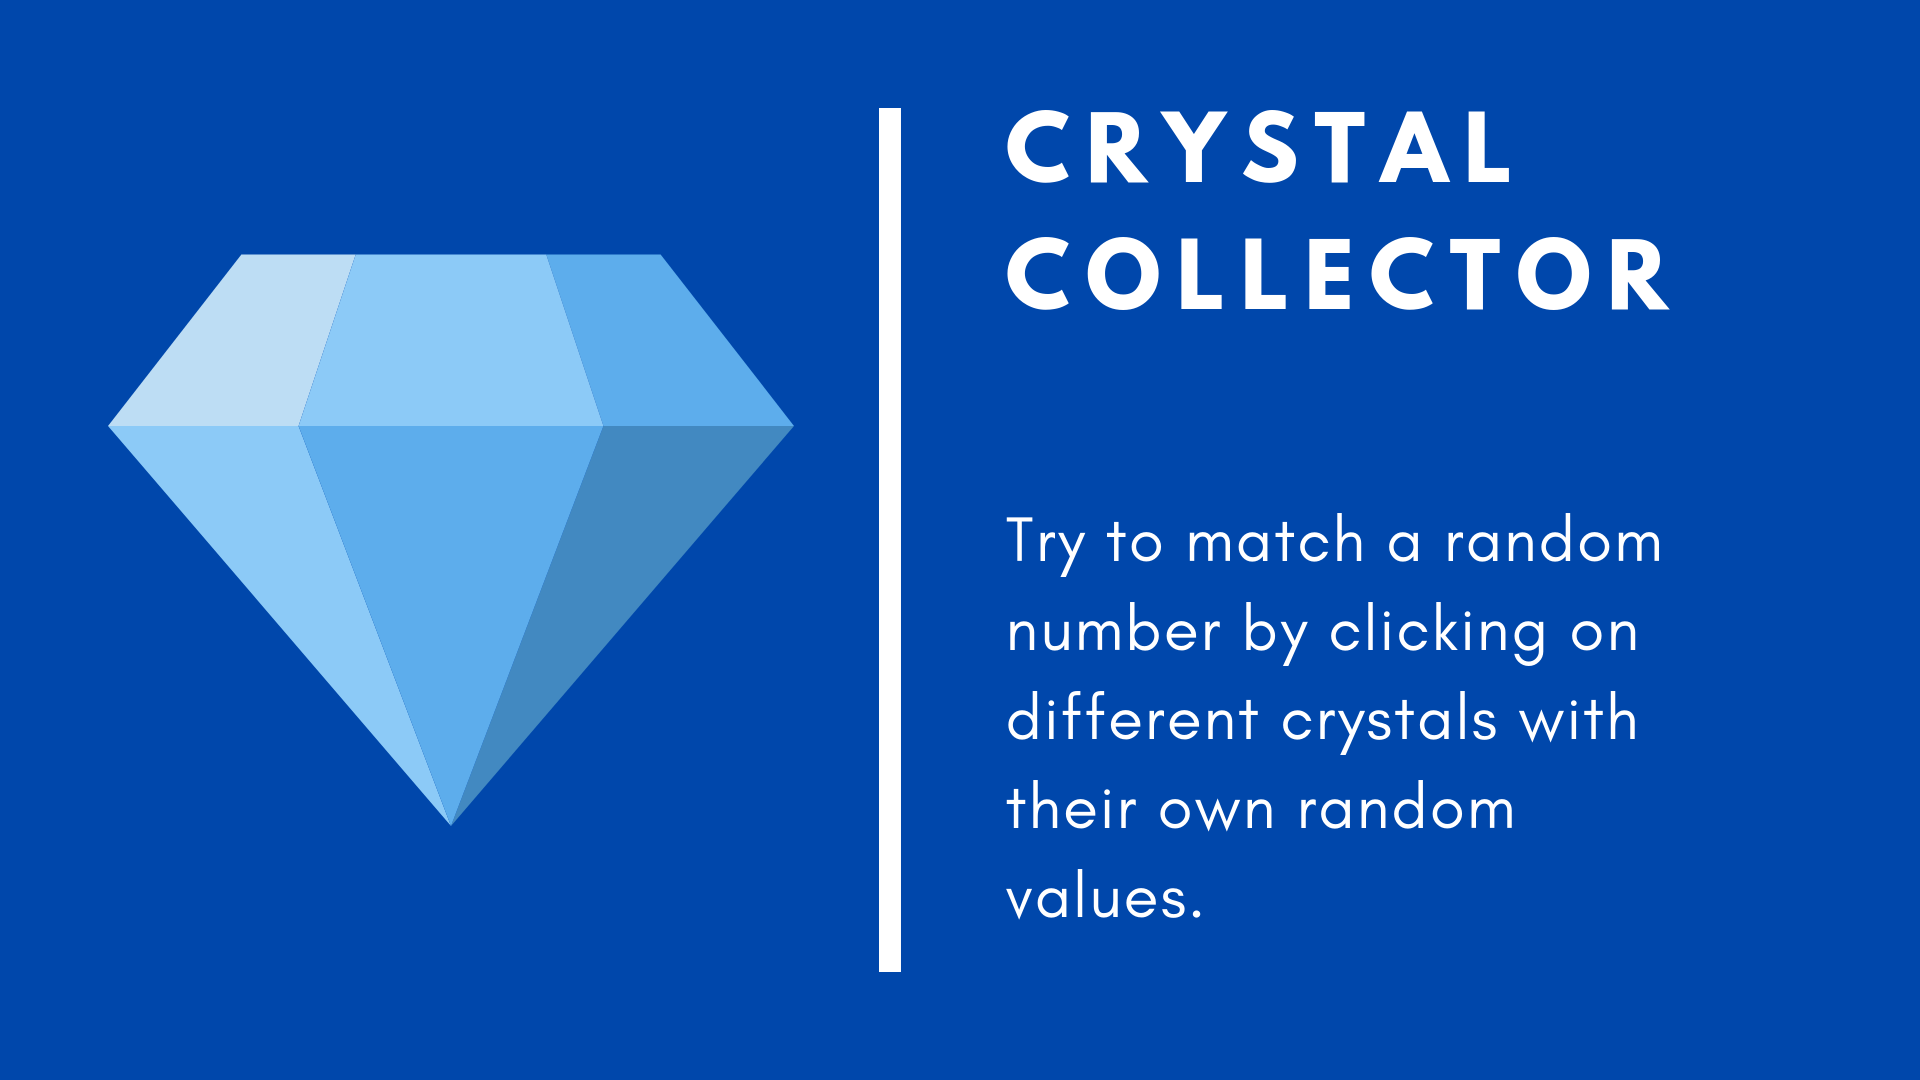 CRYSTAL
COLLECTOR
Try to match a random
number by clicking on
different crystals with
their own random
values.